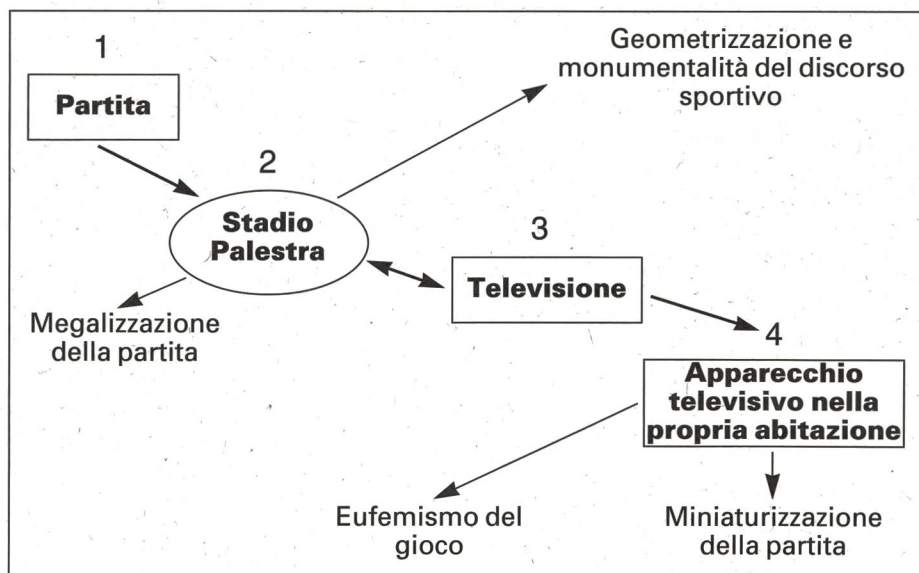 1
Partita
Geometrizzazione e
monumentalità del discorso
sportivo
2
Stadio
Palestra
3
Televisione
Megalizzazione
della partita
4
Apparecchio
televisivo nella
propria abitazione
Eufemismo del
gioco
Miniaturizzazione
della partita